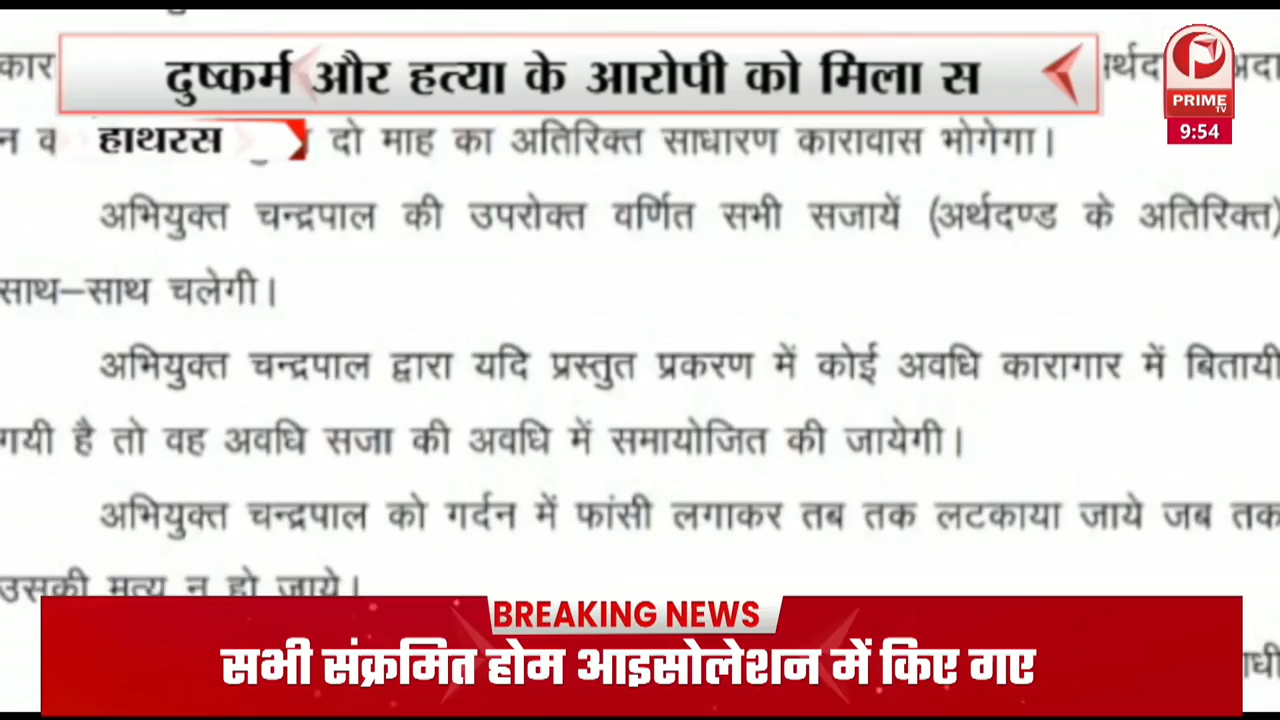 दुष्कर्म और हत्या के आरोपी को मिला स
PRIME
TV
9:54
हाथरस
दो माह का अतिरिक्त साधारण कारावास भोगेगा।
अभियुक्त चन्द्रपाल की उपरोक्त वर्णित सभी सजायें (अर्थदण्ड के अतिरिक्त)
साथ–साथ चलेगी।
अभियुक्त चन्द्रपाल द्वारा यदि प्रस्तुत प्रकरण में कोई अवधि कारागार में बितायी
गयी है तो वह अवधि सजा की अवधि में समायोजित की जायेगी।
अभियुक्त चन्द्रपाल को गर्दन में फांसी लगाकर तब तक लटकाया जाये जब तक
उसकी मृत्यु न हो जाये।
BREAKING NEWS
सभी संक्रमित होम आइसोलेशन में किए गए